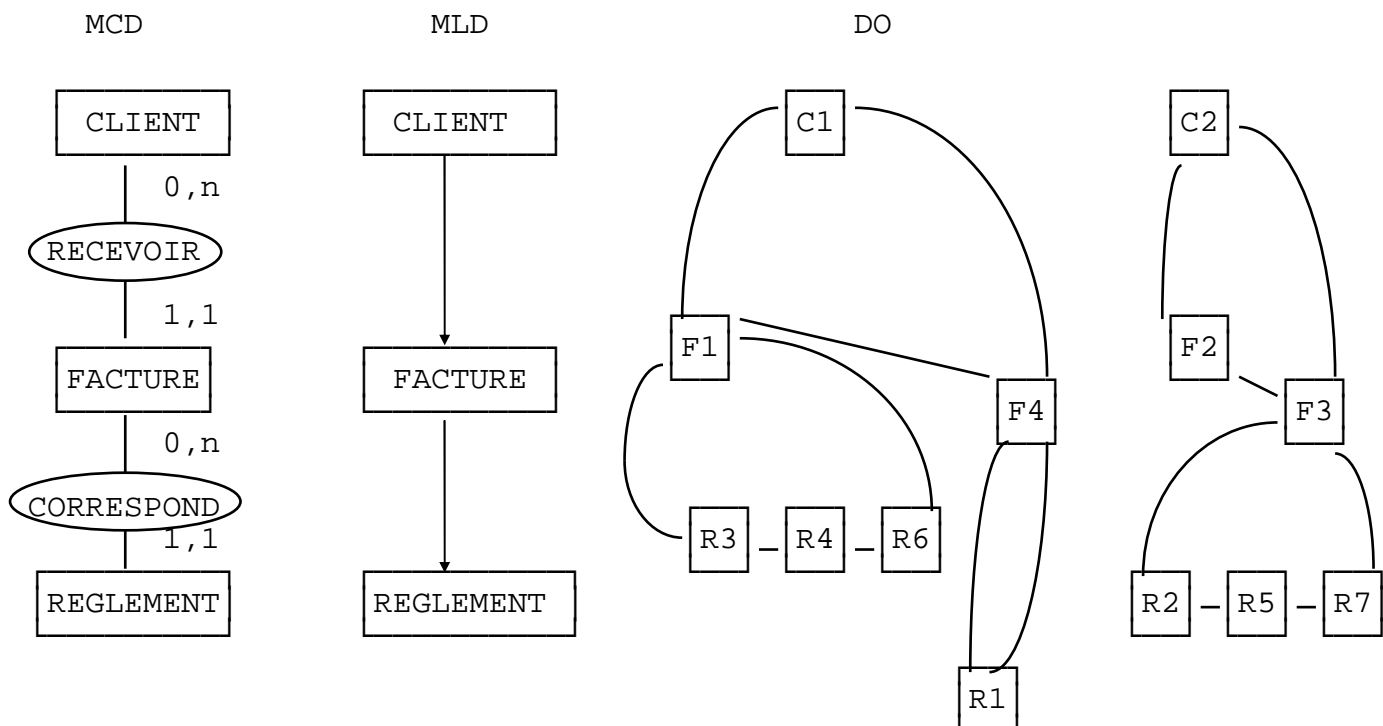 MCD MLD DO
CLIENT CLIENT C1 C2
0,n
RECEVOIR
1,1
F1 F2
FACTURE FACTURE
F4 F3
0,n
CORRESPOND
1,1
R3 R4 R6
REGLEMENT REGLEMENT R2 R5 R7
R1